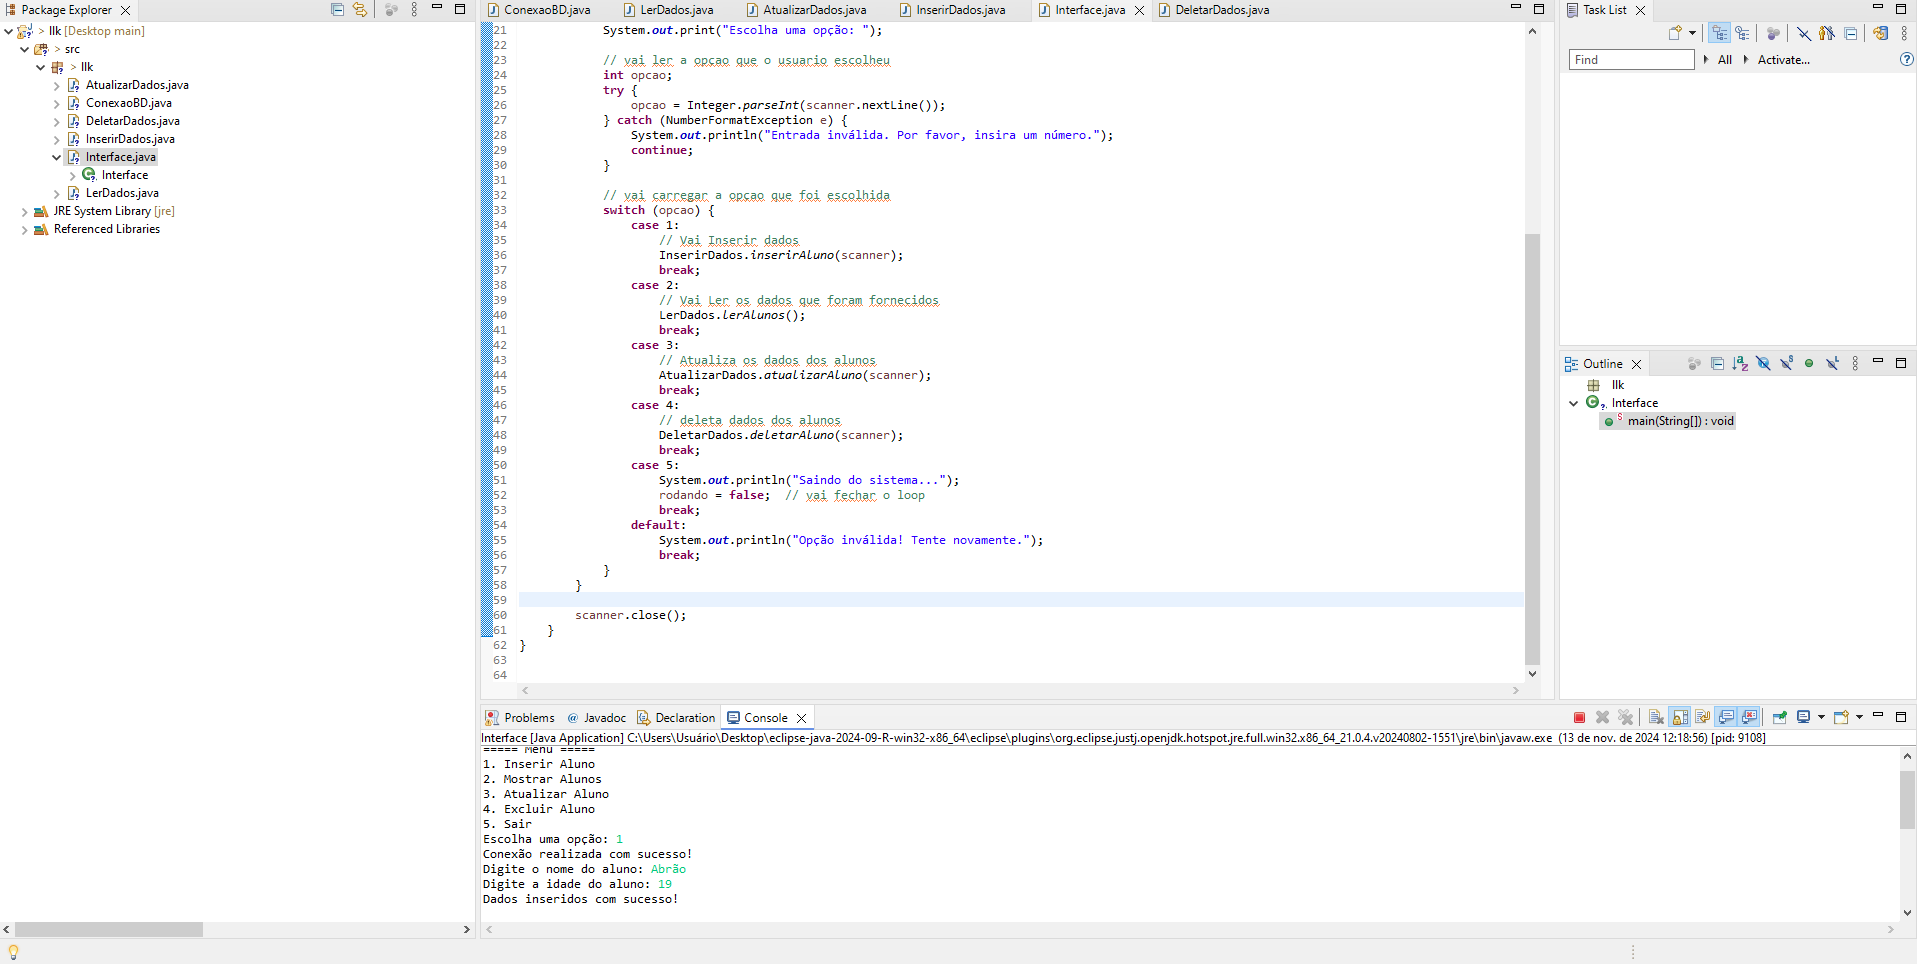 Package Explorer
> llk [Desktop main]
> src
> llk
AtualizarDados.java
ConexaoBD.java
DeletarDados.java
InserirDados.java
Interface.java
Interface
LerDados.java
JRE System Library [jre]
Referenced Libraries
ConexaoBD.java
LerDados.java
AtualizarDados.java
InserirDados.java
Interface.java
DeletarDados.java
21 System.out.print("Escolha uma opção: ");
22
23 // vai ler a opcao que o usuario escolheu
24 int opcao;
25 try {
26 opcao = Integer.parseInt(scanner.nextLine());
27 } catch (NumberFormatException e) {
28 System.out.println("Entrada inválida. Por favor, insira um número.");
29 continue;
30 }
31
32 // vai carregar a opcao que foi escolhida
33 switch (opcao) {
34 case 1:
35 // Vai Inserir dados
36 InserirDados.inserirAluno(scanner);
37 break;
38 case 2:
39 // Vai Ler os dados que foram fornecidos
40 LerDados.lerAlunos();
41 break;
42 case 3:
43 // Atualiza os dados dos alunos
44 AtualizarDados.atualizarAluno(scanner);
45 break;
46 case 4:
47 // deleta dados dos alunos
48 DeletarDados.deletarAluno(scanner);
49 break;
50 case 5:
51 System.out.println("Saindo do sistema...");
52 rodando = false; // vai fechar o loop
53 break;
54 default:
55 System.out.println("Opção inválida! Tente novamente.");
56 break;
57 }
58 }
59
60 scanner.close();
61 }
62 }
63
64
Task List
Find
All
Activate...
Outline
llk
Interface
main(String[]) : void
Problems
@ Javadoc
Declaration
Console
Interface [Java Application] C:\Users\Usuário\Desktop\eclipse-java-2024-09-R-win32-x86_64\eclipse\plugins\org.eclipse.justj.openjdk.hotspot.jre.full.win32.x86_64_21.0.4.v20240802-1551\jre\bin\javaw.exe (13 de nov. de 2024 12:18:56) [pid: 9108]
===== Menu =====
1. Inserir Aluno
2. Mostrar Alunos
3. Atualizar Aluno
4. Excluir Aluno
5. Sair
Escolha uma opção: 1
Conexão realizada com sucesso!
Digite o nome do aluno: Abrão
Digite a idade do aluno: 19
Dados inseridos com sucesso!